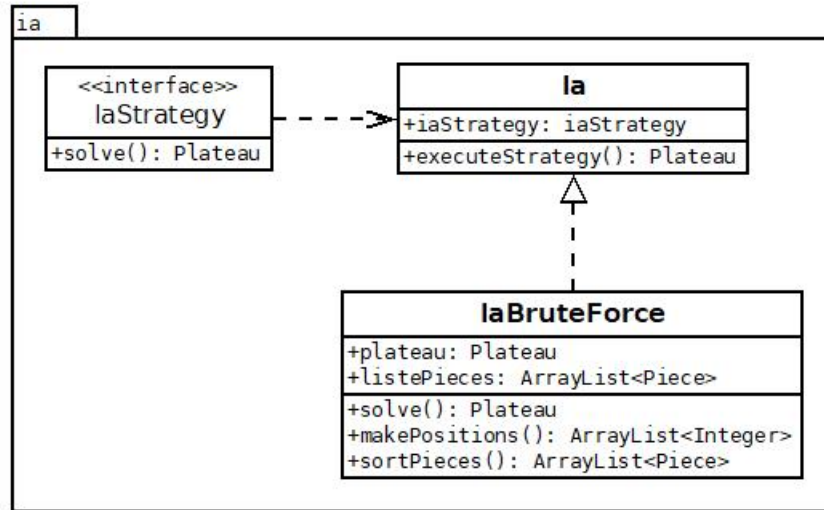 ia
<<interface>>
IaStrategy
+solve(): Plateau
Ia
+iaStrategy: iaStrategy
+executeStrategy(): Plateau
IaBruteForce
+plateau: Plateau
+listePieces: ArrayList<Piece>
+solve(): Plateau
+makePositions(): ArrayList<Integer>
+sortPieces(): ArrayList<Piece>